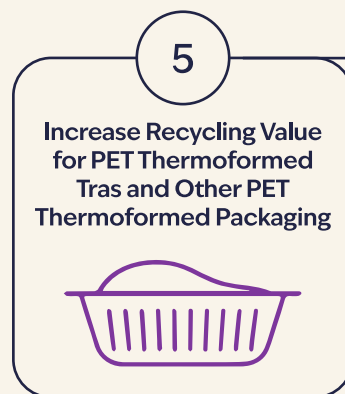 5
Increase Recycling Value
for PET Thermoformed
Tras and Other PET
Thermoformed Packaging